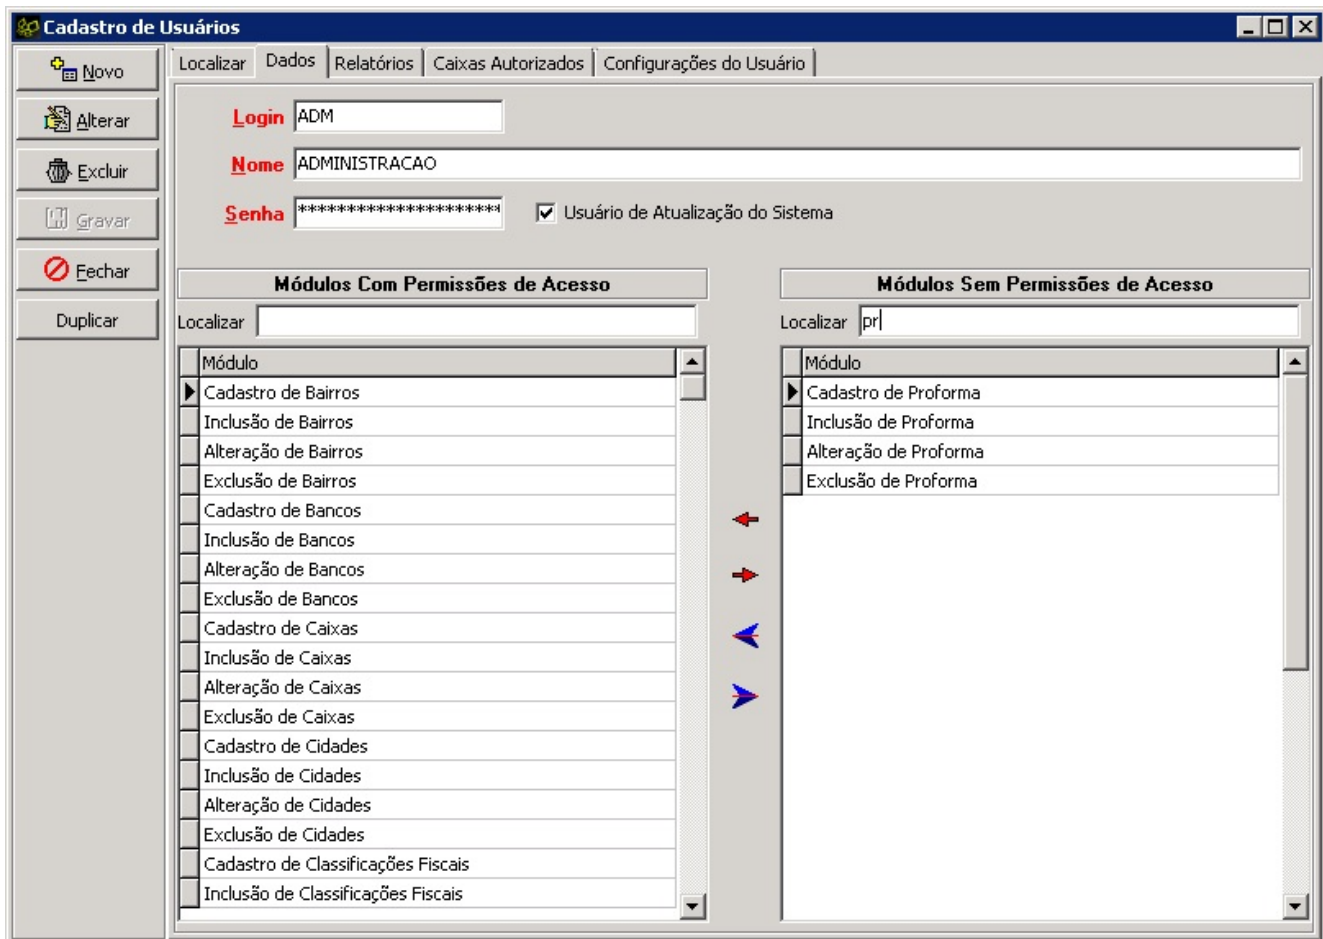 Cadastro de Usuários
Novo
Alterar
Excluir
Gravar
Fechar
Duplicar
Localizar Dados Relatórios Caixas Autorizados Configurações do Usuário
Login ADM
Nome ADMINISTRACAO
Senha ********************* Usuário de Atualização do Sistema
Módulos Com Permissões de Acesso
Localizar
Módulo
Cadastro de Bairros
Inclusão de Bairros
Alteração de Bairros
Exclusão de Bairros
Cadastro de Bancos
Inclusão de Bancos
Alteração de Bancos
Exclusão de Bancos
Cadastro de Caixas
Inclusão de Caixas
Alteração de Caixas
Exclusão de Caixas
Cadastro de Cidades
Inclusão de Cidades
Alteração de Cidades
Exclusão de Cidades
Cadastro de Classificações Fiscais
Inclusão de Classificações Fiscais
Módulos Sem Permissões de Acesso
Localizar pr
Módulo
Cadastro de Proforma
Inclusão de Proforma
Alteração de Proforma
Exclusão de Proforma